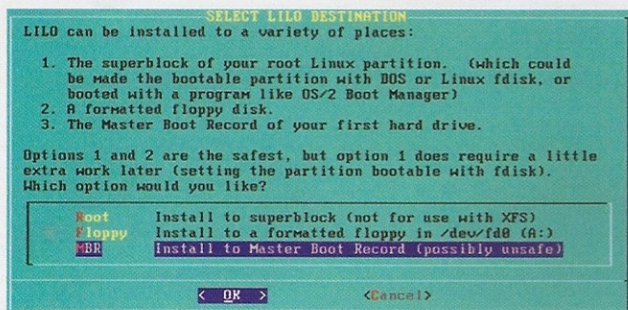 SELECT LILO DESTINATION
LILO can be installed to a variety of places:
1. The superblock of your root Linux partition. (which could
be made the bootable partition with DOS or Linux fdisk, or
booted with a program like OS/2 Boot Manager)
2. A formatted floppy disk.
3. The Master Boot Record of your first hard drive.
Options 1 and 2 are the safest, but option 1 does require a little
extra work later (setting the partition bootable with fdisk).
Which option would you like?
Root Install to superblock (not for use with XFS)
Floppy Install to a formatted floppy in /dev/fd0 (A:)
MBR Install to Master Boot Record (possibly unsafe)
< OK > <Cancel>